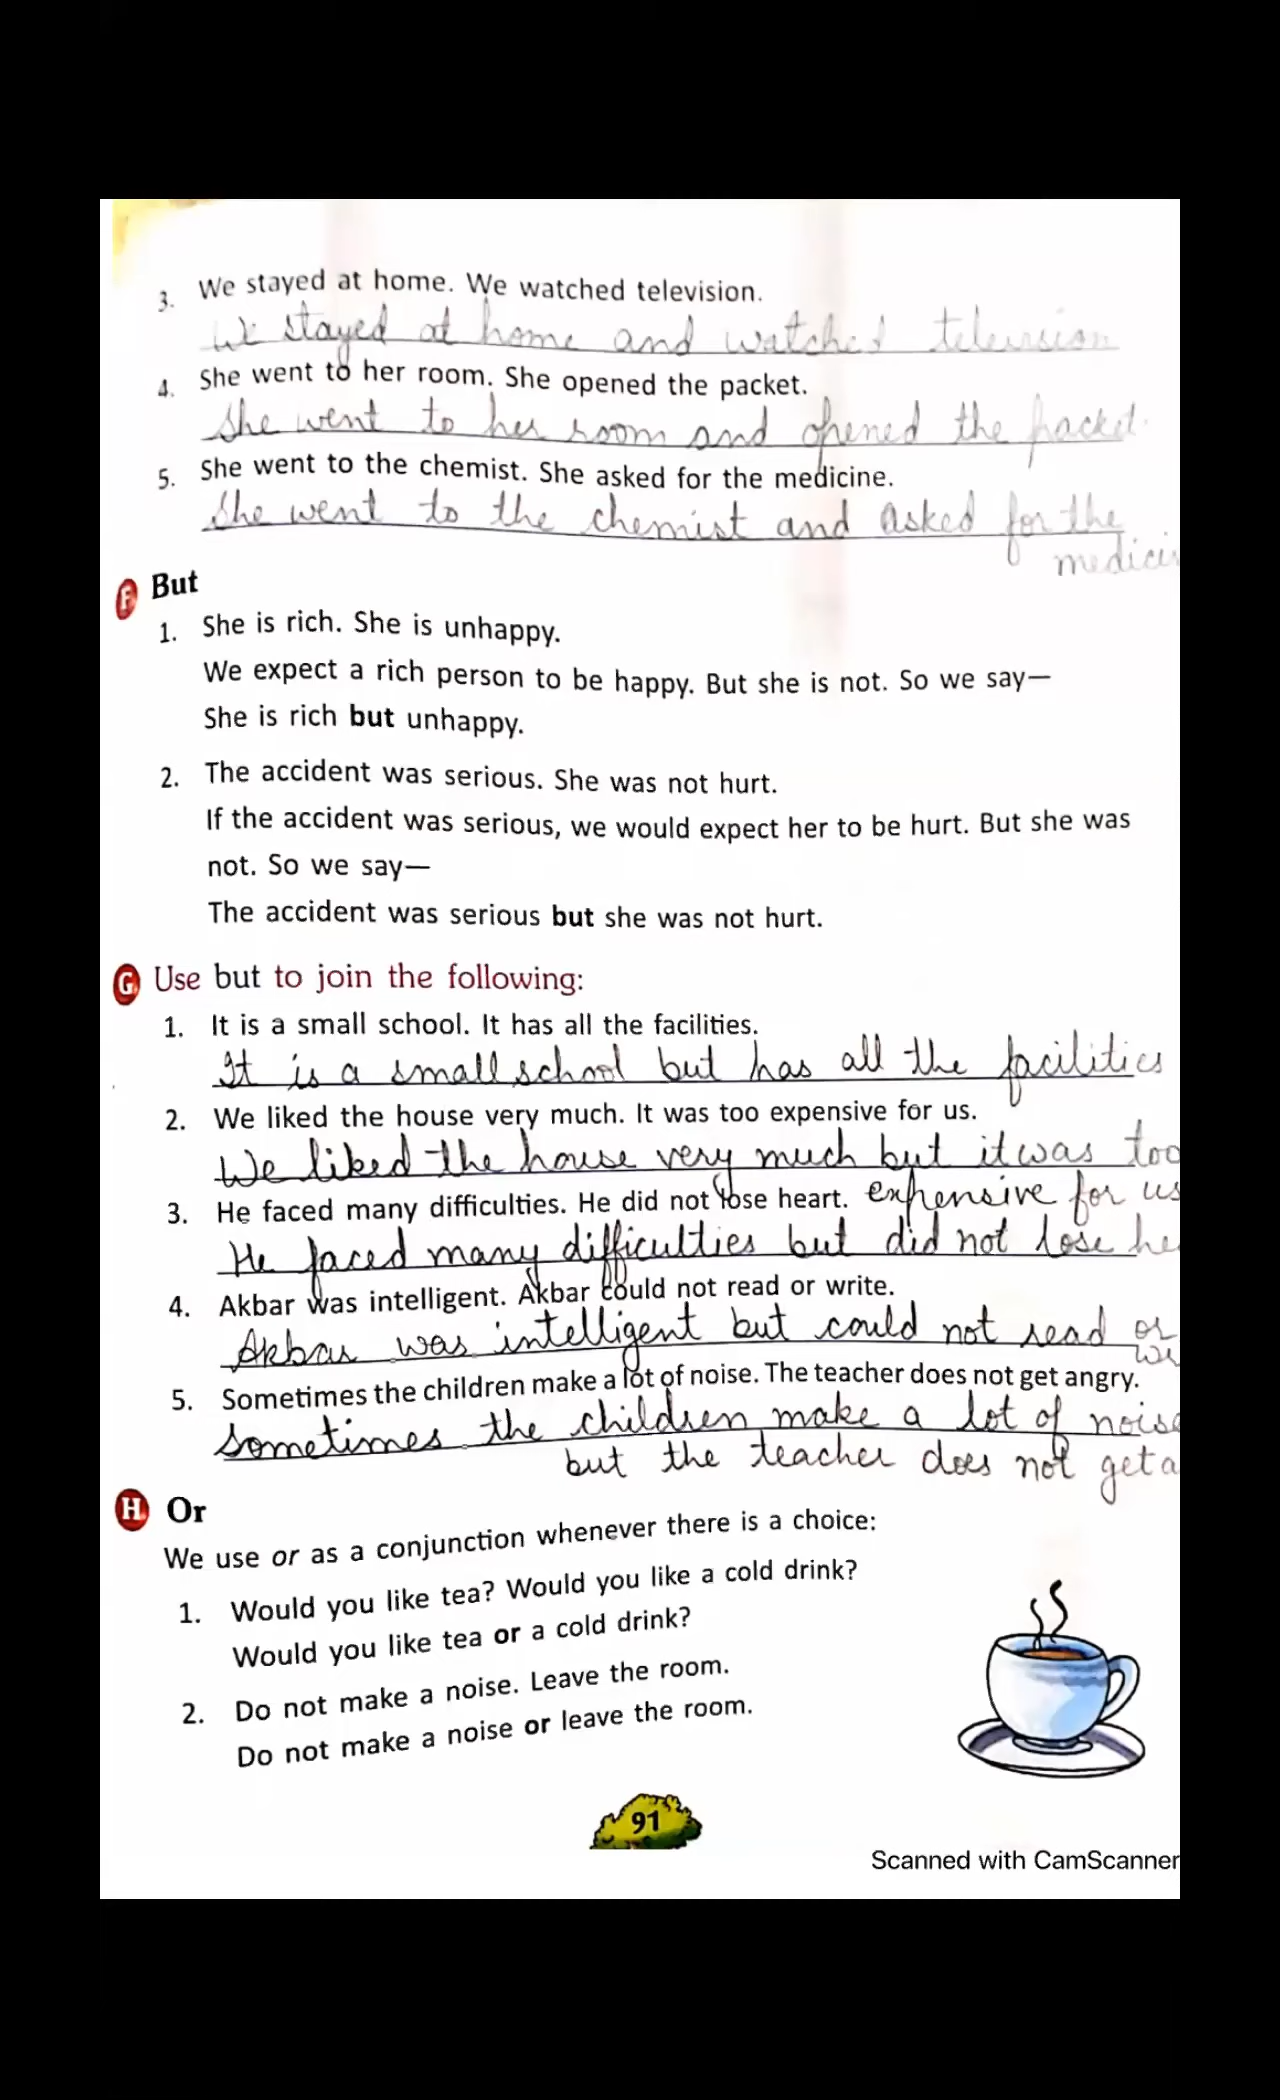 3. We stayed at home. We watched television.
We stayed at home and watched television
4. She went to her room. She opened the packet.
She went to her room and opened the packet.
5. She went to the chemist. She asked for the medicine.
She went to the chemist and asked for the
medici
F But
1. She is rich. She is unhappy.
We expect a rich person to be happy. But she is not. So we say—
She is rich but unhappy.
2. The accident was serious. She was not hurt.
If the accident was serious, we would expect her to be hurt. But she was
not. So we say—
The accident was serious but she was not hurt.
G Use but to join the following:
1. It is a small school. It has all the facilities.
It is a small school but has all the facilities
2. We liked the house very much. It was too expensive for us.
We liked the house very much but it was too
expensive for us
3. He faced many difficulties. He did not lose heart.
He faced many difficulties but did not lose he
4. Akbar was intelligent. Akbar could not read or write.
Akbar was intelligent but could not read or
wr
5. Sometimes the children make a lot of noise. The teacher does not get angry.
Sometimes the children make a lot of noise
but the teacher does not get a
H Or
We use or as a conjunction whenever there is a choice:
1. Would you like tea? Would you like a cold drink?
Would you like tea or a cold drink?
2. Do not make a noise. Leave the room.
Do not make a noise or leave the room.
91
Scanned with CamScanner